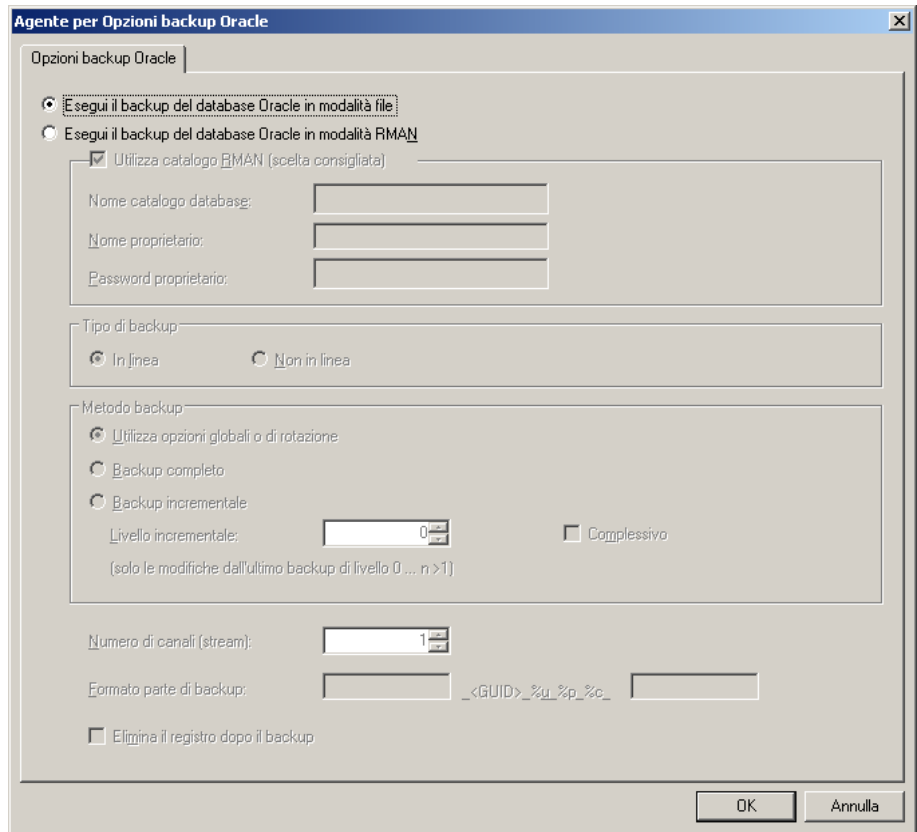 Agente per Opzioni backup Oracle
Opzioni backup Oracle
Esegui il backup del database Oracle in modalità file
Esegui il backup del database Oracle in modalità RMAN
Utilizza catalogo RMAN (scelta consigliata)
Nome catalogo database:
Nome proprietario:
Password proprietario:
Tipo di backup
In linea Non in linea
Metodo backup
Utilizza opzioni globali o di rotazione
Backup completo
Backup incrementale
Livello incrementale: 0 Complessivo
(solo le modifiche dall'ultimo backup di livello 0 ... n >1)
Numero di canali (stream): 1
Formato parte di backup: _<GUID>_%u_%p_%c_
Elimina il registro dopo il backup
OK Annulla